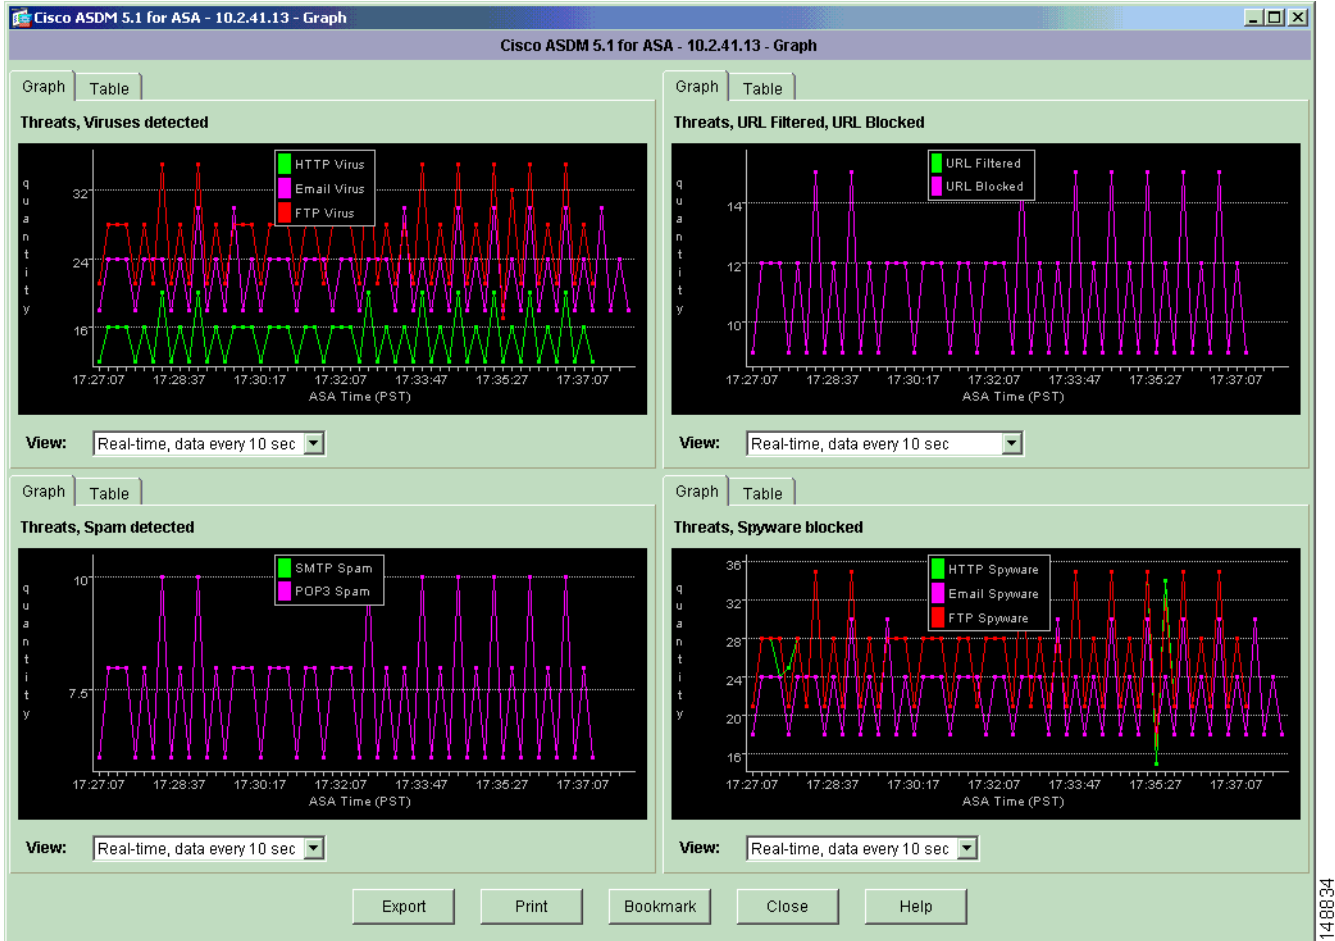 Cisco ASDM 5.1 for ASA - 10.2.41.13 - Graph
Cisco ASDM 5.1 for ASA - 10.2.41.13 - Graph
Graph
Table
Threats, Viruses detected
HTTP Virus
Email Virus
FTP Virus
quantity
32
24
16
17:27:07 17:28:37 17:30:17 17:32:07 17:33:47 17:35:27 17:37:07
ASA Time (PST)
View: Real-time, data every 10 sec
Graph
Table
Threats, URL Filtered, URL Blocked
URL Filtered
URL Blocked
quantity
14
12
10
17:27:07 17:28:37 17:30:17 17:32:07 17:33:47 17:35:27 17:37:07
ASA Time (PST)
View: Real-time, data every 10 sec
Graph
Table
Threats, Spam detected
SMTP Spam
POP3 Spam
quantity
10
7.5
17:27:07 17:28:37 17:30:17 17:32:07 17:33:47 17:35:27 17:37:07
ASA Time (PST)
View: Real-time, data every 10 sec
Graph
Table
Threats, Spyware blocked
HTTP Spyware
Email Spyware
FTP Spyware
quantity
36
32
28
24
20
16
17:27:07 17:28:37 17:30:17 17:32:07 17:33:47 17:35:27 17:37:07
ASA Time (PST)
View: Real-time, data every 10 sec
Export
Print
Bookmark
Close
Help
148834